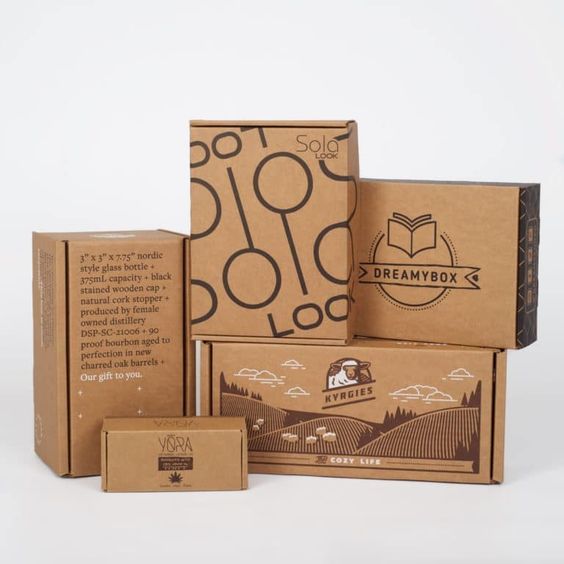 Sola
LOOK
LOOK
DREAMYBOX
3" x 3" x 7.75" nordic
style glass bottle +
375mL capacity + black
stained wooden cap +
natural cork stopper +
produced by female
owned distillery
DSP-SC-21006 + 90
proof bourbon aged to
perfection in new
charred oak barrels +
Our gift to you.
KYRGIES
COZY LIFE
YORA